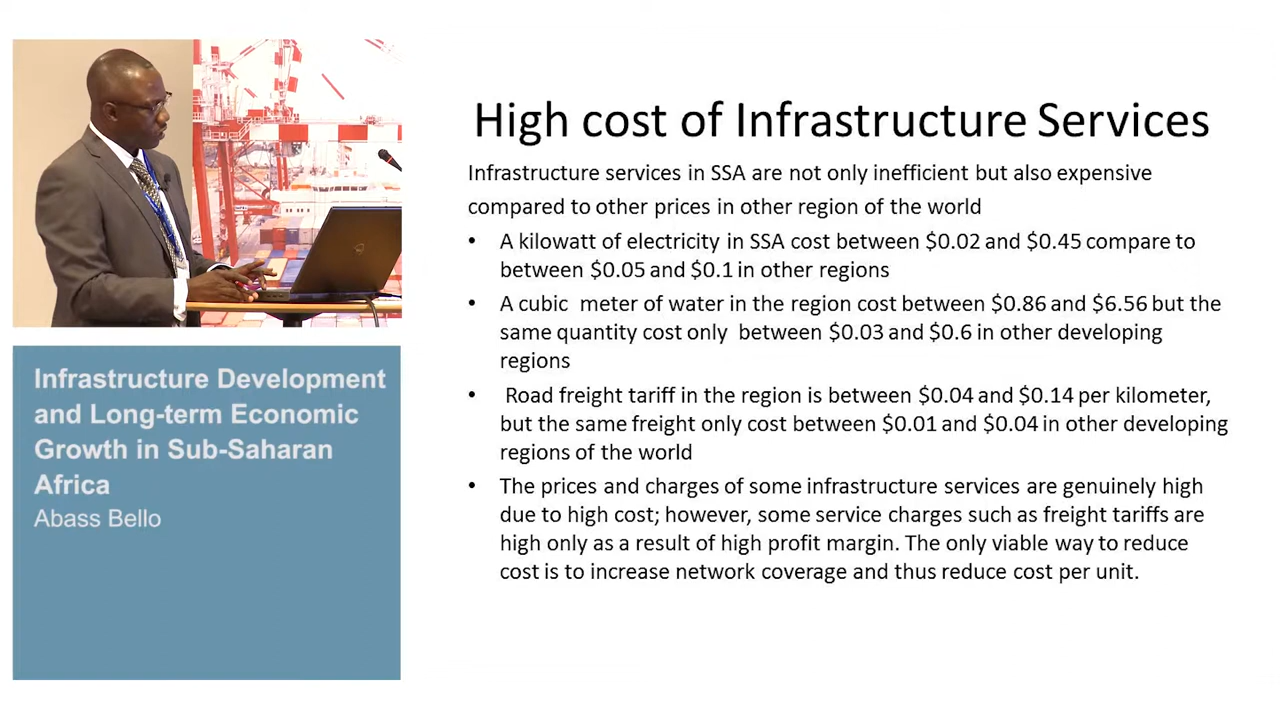 High cost of Infrastructure Services
Infrastructure services in SSA are not only inefficient but also expensive
compared to other prices in other region of the world
• A kilowatt of electricity in SSA cost between $0.02 and $0.45 compare to
between $0.05 and $0.1 in other regions
• A cubic meter of water in the region cost between $0.86 and $6.56 but the
same quantity cost only between $0.03 and $0.6 in other developing
regions
• Road freight tariff in the region is between $0.04 and $0.14 per kilometer,
but the same freight only cost between $0.01 and $0.04 in other developing
regions of the world
• The prices and charges of some infrastructure services are genuinely high
due to high cost; however, some service charges such as freight tariffs are
high only as a result of high profit margin. The only viable way to reduce
cost is to increase network coverage and thus reduce cost per unit.
Infrastructure Development
and Long-term Economic
Growth in Sub-Saharan
Africa
Abass Bello